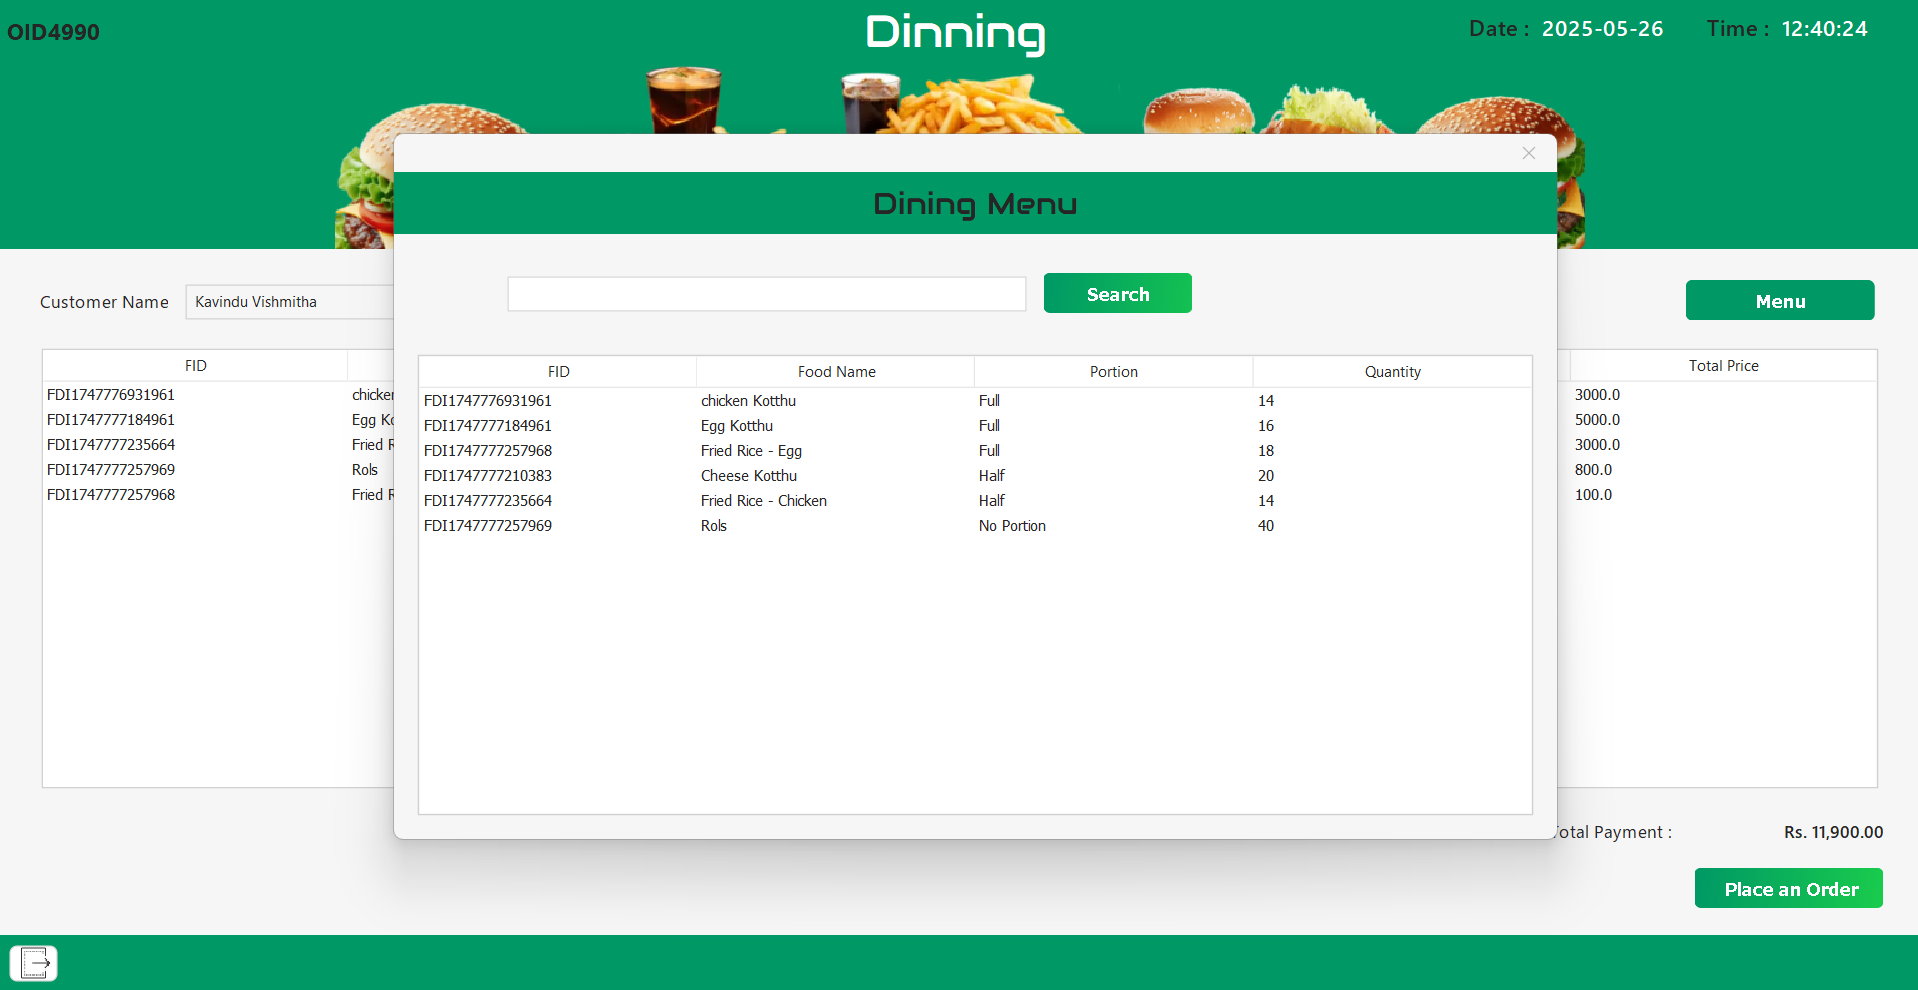 OID4990
Dinning
Date : 2025-05-26 Time : 12:40:24
Dining Menu
Search
Customer Name Kavindu Vishmitha
Menu
FID
FDI1747776931961 chicken
FDI1747777184961 Egg
FDI1747777235664 Fried
FDI1747777257969 Rols
FDI1747777257968 Fried
FID Food Name Portion Quantity
FDI1747776931961 chicken Kotthu Full 14
FDI1747777184961 Egg Kotthu Full 16
FDI1747777257968 Fried Rice - Egg Full 18
FDI1747777210383 Cheese Kotthu Half 20
FDI1747777235664 Fried Rice - Chicken Half 14
FDI1747777257969 Rols No Portion 40
Total Price
3000.0
5000.0
3000.0
800.0
100.0
Total Payment : Rs. 11,900.00
Place an Order